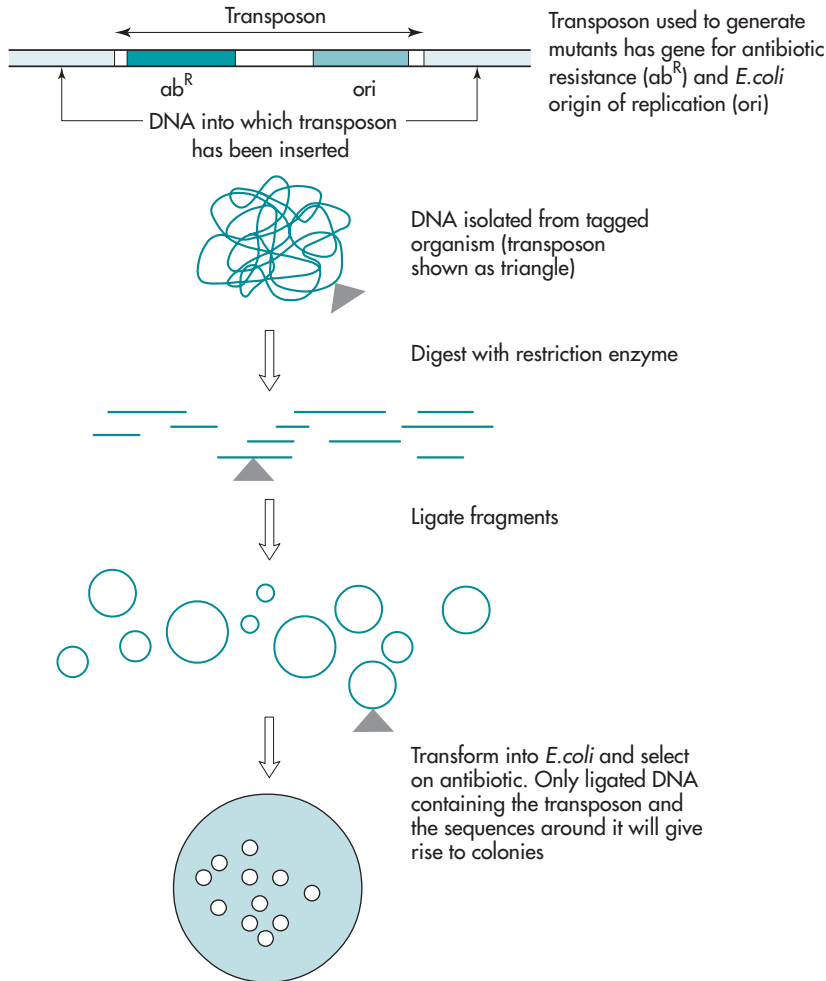 Transposon
Transposon used to generate
mutants has gene for antibiotic
resistance (abR) and E.coli
origin of replication (ori)
abR
ori
DNA into which transposon
has been inserted
DNA isolated from tagged
organism (transposon
shown as triangle)
Digest with restriction enzyme
Ligate fragments
Transform into E.coli and select
on antibiotic. Only ligated DNA
containing the transposon and
the sequences around it will give
rise to colonies